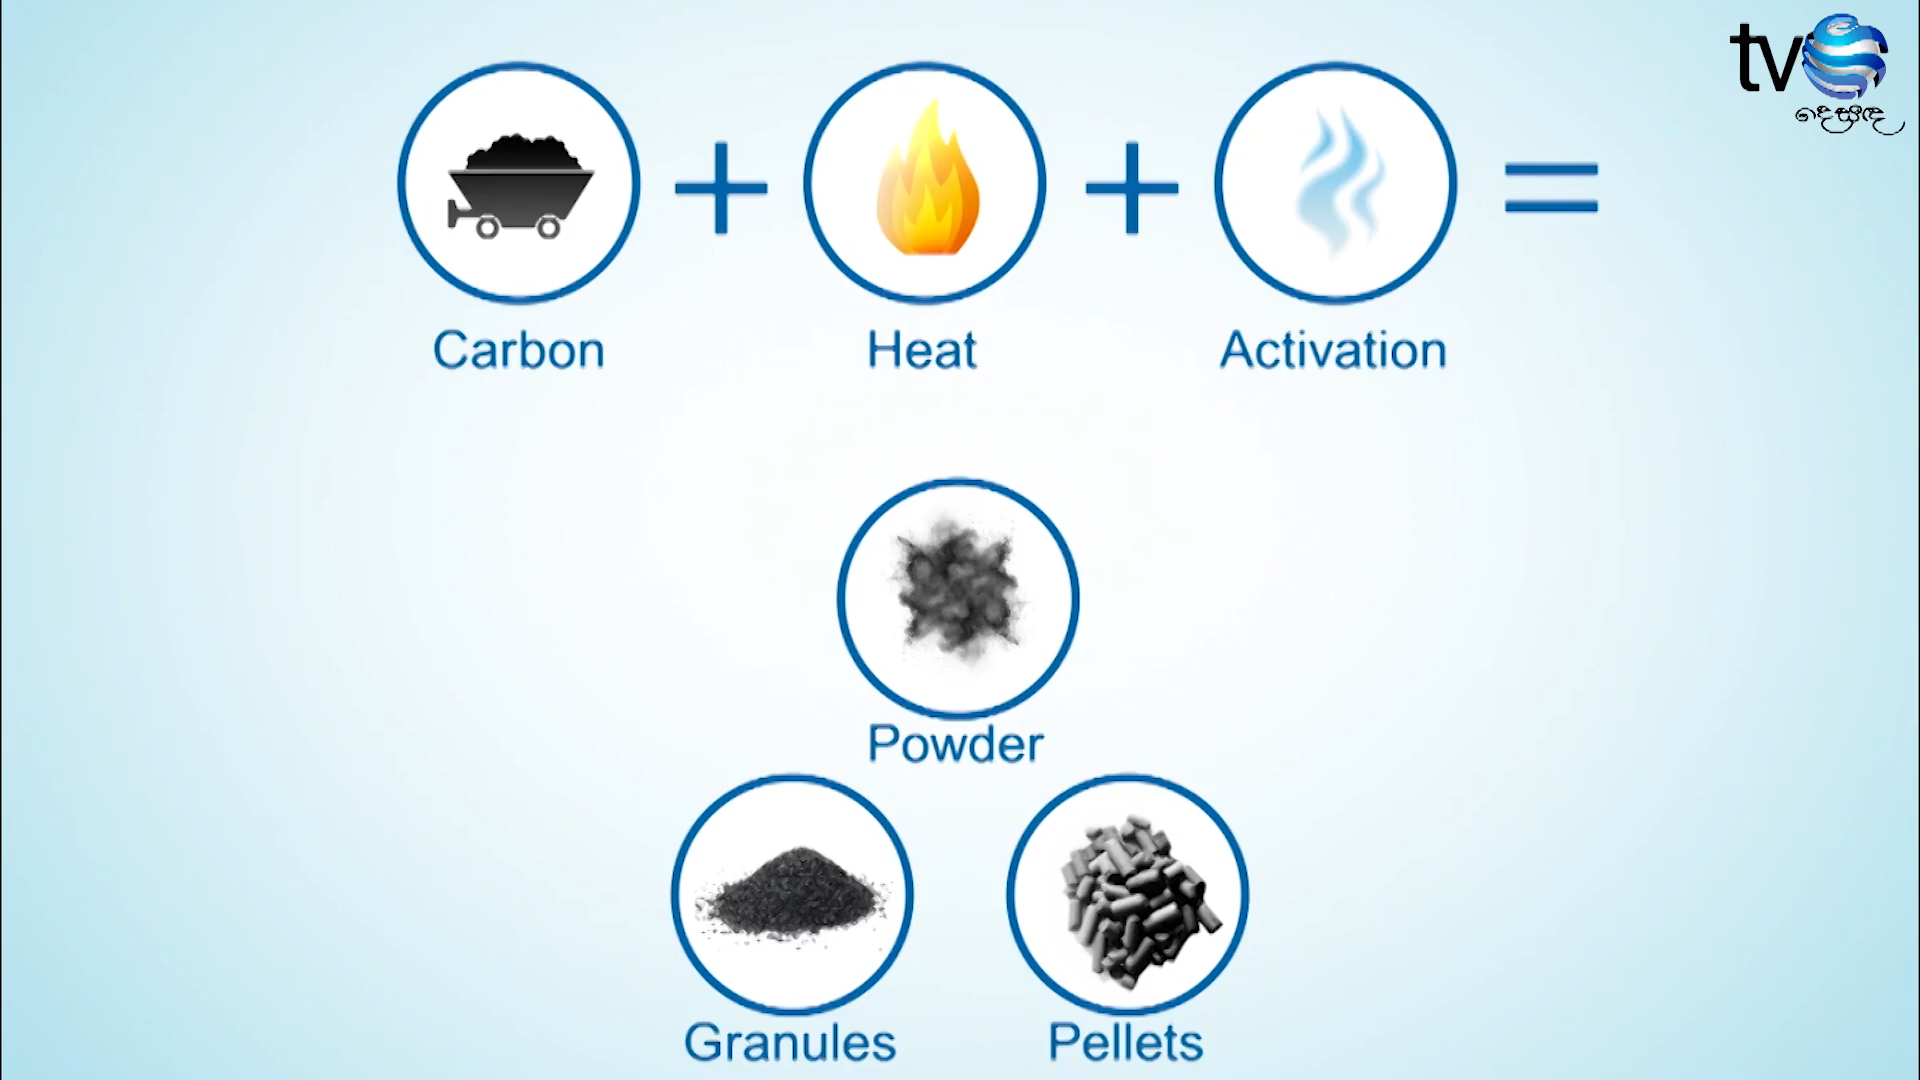 tv
දෙසුඳ
Carbon + Heat + Activation =
Powder
Granules
Pellets